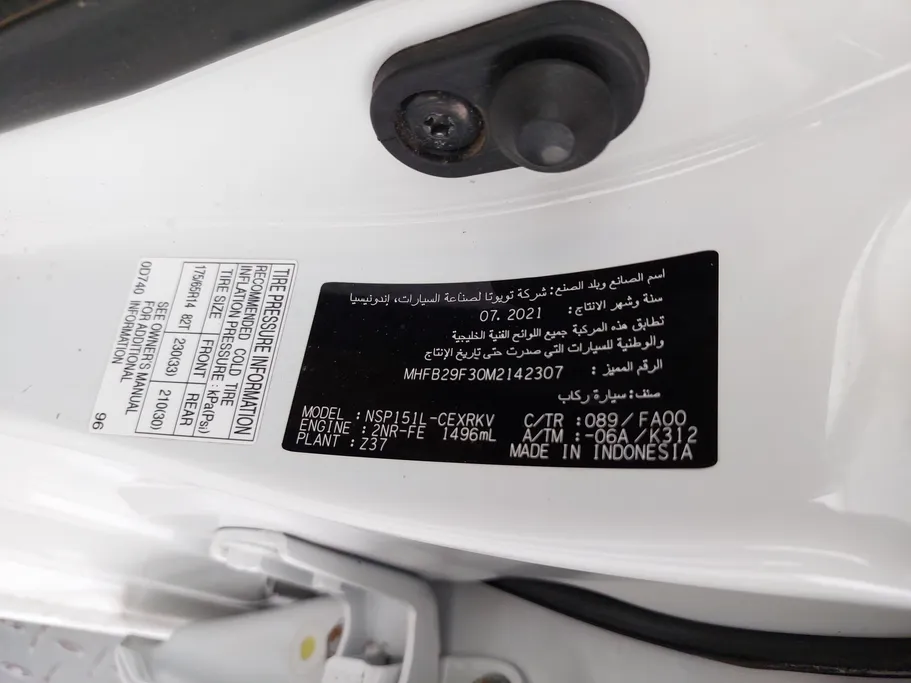 اسم الصانع وبلد الصنع: شركة تويوتا لصناعة السيارات، إندونيسيا
سنة وشهر الانتاج: 07. 2021
تطابق هذه المركبة جميع اللوائح الفنية الخليجية
والوطنية للسيارات التي صدرت حتى تاريخ الإنتاج
الرقم المميز : MHFB29F30M2142307
صنف: سيارة ركاب
MODEL : NSP151L-CEXRKV C/TR :089/FA00
ENGINE : 2NR-FE 1496mL A/TM :-06A/K312
PLANT : Z37 MADE IN INDONESIA
TIRE PRESSURE INFORMATION
RECOMMENDED COLD TIRE
INFLATION PRESSURE : kPa(Psi)
TIRE SIZE FRONT REAR
175/65R14 82T 230(33) 210(30)
SEE OWNER'S MANUAL
FOR ADDITIONAL
INFORMATION
0D740 96